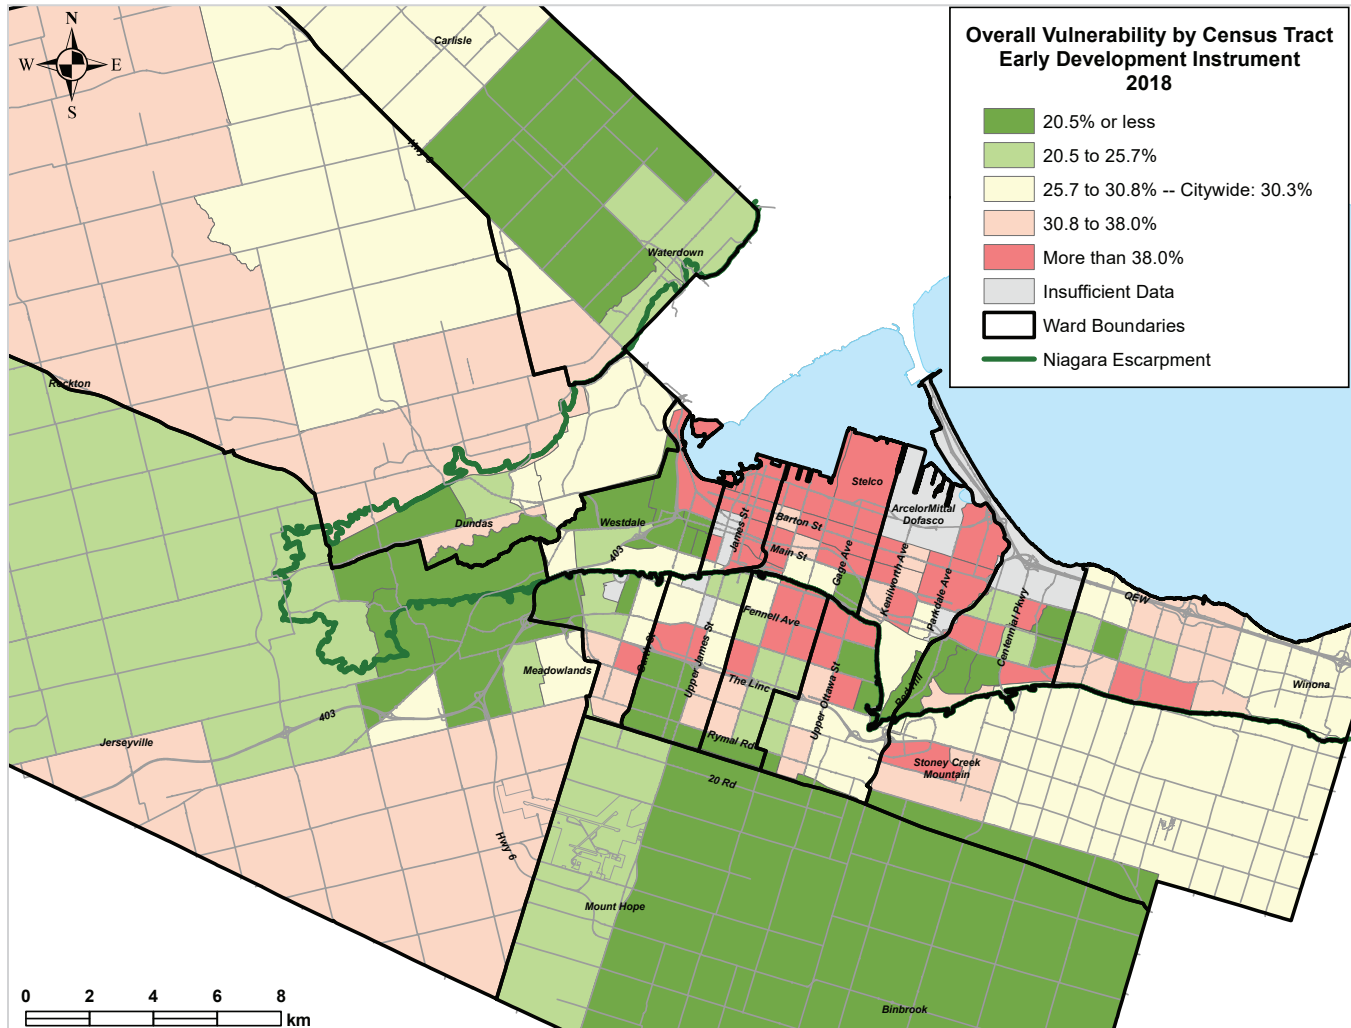 N
W
E
S
Overall Vulnerability by Census Tract
Early Development Instrument
2018
20.5% or less
20.5 to 25.7%
25.7 to 30.8% -- Citywide: 30.3%
30.8 to 38.0%
More than 38.0%
Insufficient Data
Ward Boundaries
Niagara Escarpment
Carlisle
Waterdown
Rockton
Stelco
ArcelorMittal
Dofasco
Dundas
Westdale
403
James St
Barton St
Main St
Gage Ave
Kenilworth Ave
Parkdale Ave
Centennial Pkwy
QEW
Fennell Ave
Upper James St
The Linc
Upper Ottawa St
Red Hill
Meadowlands
Winona
403
Jerseyville
Rymal Rd
Stoney Creek
Mountain
20 Rd
Hwy 6
Mount Hope
Binbrook
0 2 4 6 8
km